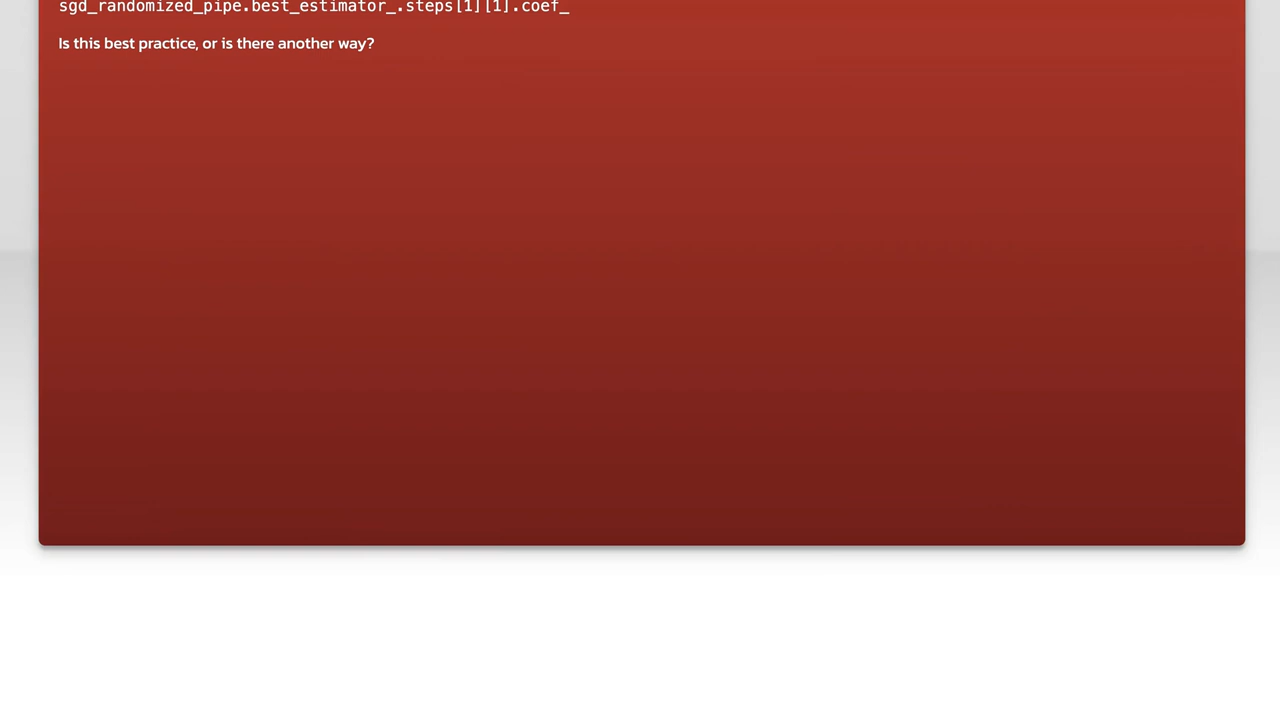 sgd_randomized_pipe.best_estimator_.steps[1][1].coef_
Is this best practice, or is there another way?